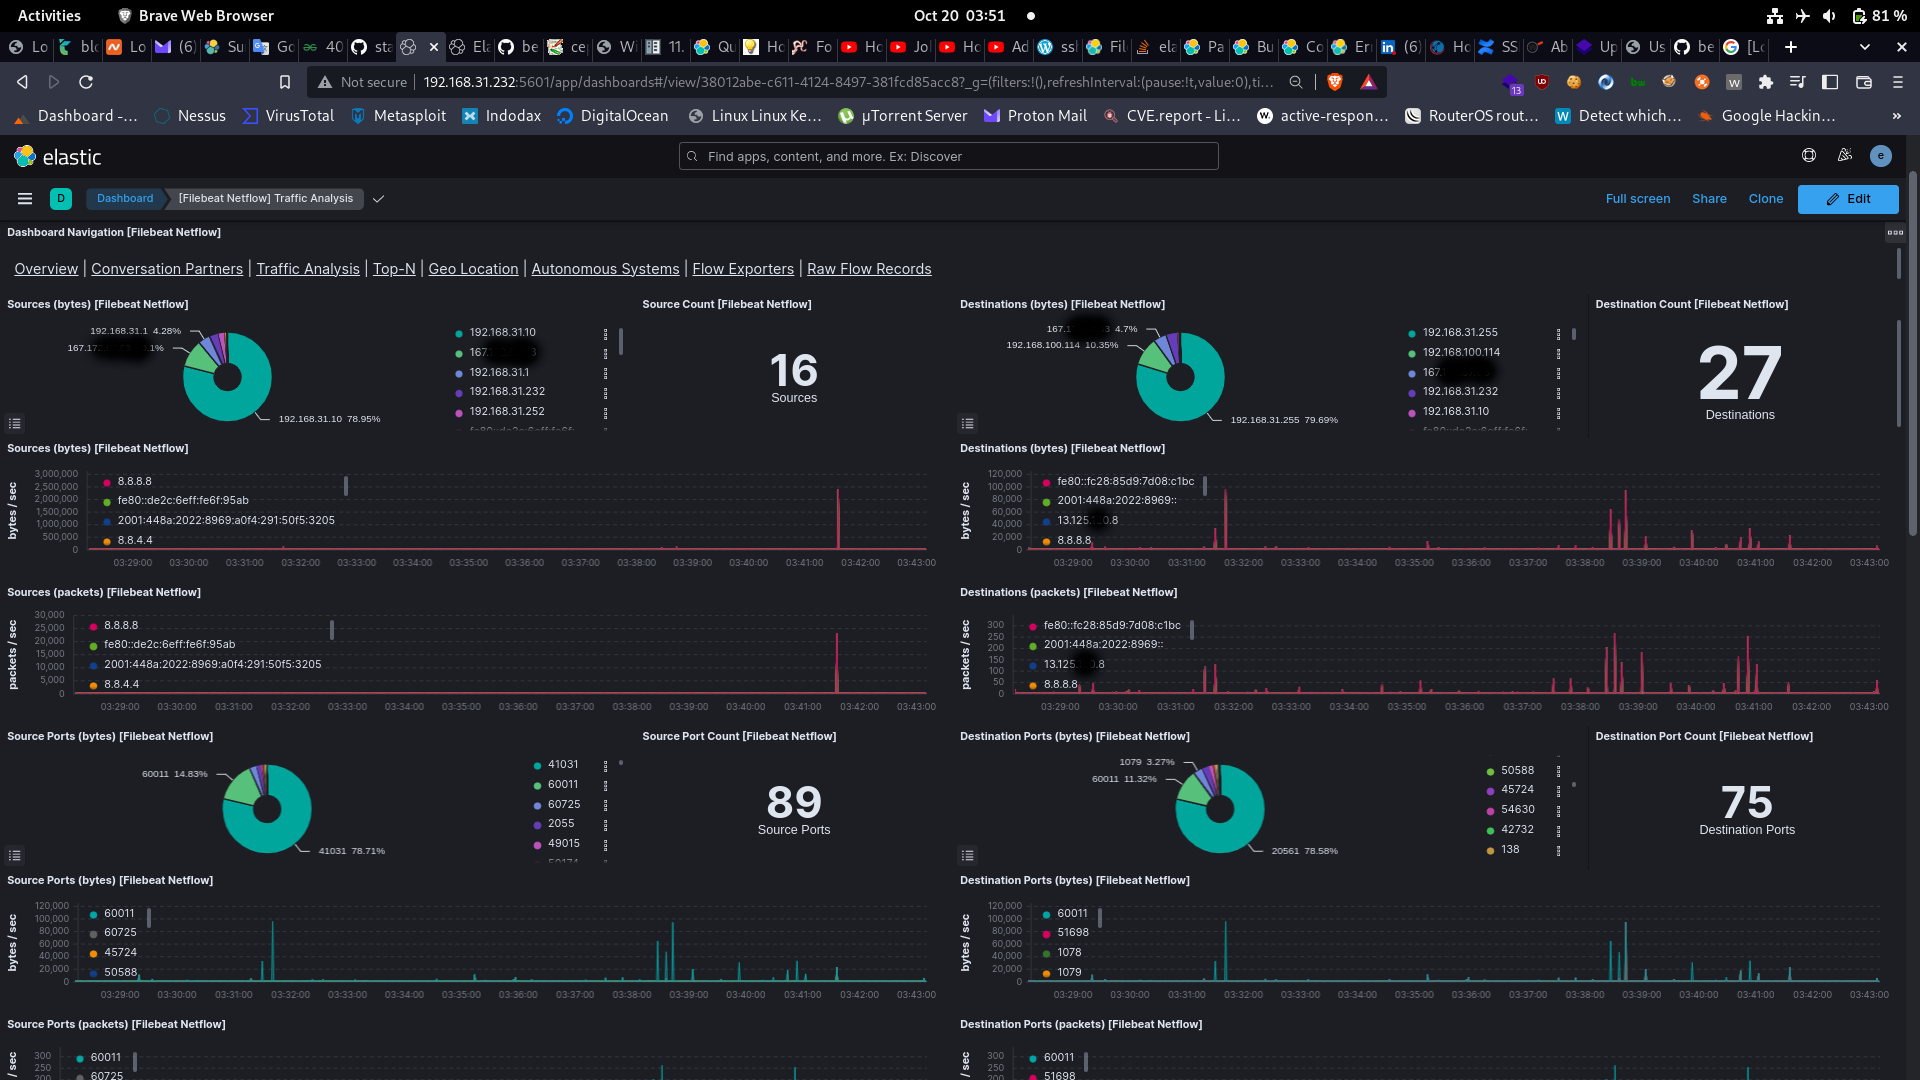 Activities
Brave Web Browser
Oct 20 03:51
81 %
Not secure
192.168.31.232:5601/app/dashboards#/view/38012abe-c611-4124-8497-381fcd85acc8?_g=(filters:!(),refreshInterval:(pause:!t,value:0),ti…
13
Dashboard -…
Nessus
VirusTotal
Metasploit
Indodax
DigitalOcean
Linux Linux Ke…
µTorrent Server
Proton Mail
CVE.report - Li…
active-respon…
RouterOS rout…
Detect which…
Google Hackin…
»
elastic
Find apps, content, and more. Ex: Discover
e
D
Dashboard
[Filebeat Netflow] Traffic Analysis
Full screen
Share
Clone
Edit
Dashboard Navigation [Filebeat Netflow]
Overview | Conversation Partners | Traffic Analysis | Top-N | Geo Location | Autonomous Systems | Flow Exporters | Raw Flow Records
Sources (bytes) [Filebeat Netflow]
192.168.31.1 4.28%
192.168.31.10 78.95%
192.168.31.10
192.168.31.1
192.168.31.232
192.168.31.252
Source Count [Filebeat Netflow]
16
Sources
Destinations (bytes) [Filebeat Netflow]
4.7%
192.168.100.114 10.35%
192.168.31.255 79.69%
192.168.31.255
192.168.100.114
192.168.31.232
192.168.31.10
Destination Count [Filebeat Netflow]
27
Destinations
Sources (bytes) [Filebeat Netflow]
bytes / sec
3,000,000
2,500,000
2,000,000
1,500,000
1,000,000
500,000
0
8.8.8.8
fe80::de2c:6eff:fe6f:95ab
2001:448a:2022:8969:a0f4:291:50f5:3205
8.8.4.4
03:29:00 03:30:00 03:31:00 03:32:00 03:33:00 03:34:00 03:35:00 03:36:00 03:37:00 03:38:00 03:39:00 03:40:00 03:41:00 03:42:00 03:43:00
Destinations (bytes) [Filebeat Netflow]
bytes / sec
120,000
100,000
80,000
60,000
40,000
20,000
0
fe80::fc28:85d9:7d08:c1bc
2001:448a:2022:8969::
8.8.8.8
03:29:00 03:30:00 03:31:00 03:32:00 03:33:00 03:34:00 03:35:00 03:36:00 03:37:00 03:38:00 03:39:00 03:40:00 03:41:00 03:42:00 03:43:00
Sources (packets) [Filebeat Netflow]
packets / sec
30,000
25,000
20,000
15,000
10,000
5,000
0
8.8.8.8
fe80::de2c:6eff:fe6f:95ab
2001:448a:2022:8969:a0f4:291:50f5:3205
8.8.4.4
03:29:00 03:30:00 03:31:00 03:32:00 03:33:00 03:34:00 03:35:00 03:36:00 03:37:00 03:38:00 03:39:00 03:40:00 03:41:00 03:42:00 03:43:00
Destinations (packets) [Filebeat Netflow]
packets / sec
300
250
200
150
100
50
0
fe80::fc28:85d9:7d08:c1bc
2001:448a:2022:8969::
8.8.8.8
03:29:00 03:30:00 03:31:00 03:32:00 03:33:00 03:34:00 03:35:00 03:36:00 03:37:00 03:38:00 03:39:00 03:40:00 03:41:00 03:42:00 03:43:00
Source Ports (bytes) [Filebeat Netflow]
60011 14.83%
41031 78.71%
41031
60011
60725
2055
49015
Source Port Count [Filebeat Netflow]
89
Source Ports
Destination Ports (bytes) [Filebeat Netflow]
1079 3.27%
60011 11.32%
20561 78.58%
50588
45724
54630
42732
138
Destination Port Count [Filebeat Netflow]
75
Destination Ports
Source Ports (bytes) [Filebeat Netflow]
bytes / sec
120,000
100,000
80,000
60,000
40,000
20,000
0
60011
60725
45724
50588
03:29:00 03:30:00 03:31:00 03:32:00 03:33:00 03:34:00 03:35:00 03:36:00 03:37:00 03:38:00 03:39:00 03:40:00 03:41:00 03:42:00 03:43:00
Destination Ports (bytes) [Filebeat Netflow]
bytes / sec
120,000
100,000
80,000
60,000
40,000
20,000
0
60011
51698
1078
1079
03:29:00 03:30:00 03:31:00 03:32:00 03:33:00 03:34:00 03:35:00 03:36:00 03:37:00 03:38:00 03:39:00 03:40:00 03:41:00 03:42:00 03:43:00
Source Ports (packets) [Filebeat Netflow]
/ sec
300
250
200
60011
60725
Destination Ports (packets) [Filebeat Netflow]
/ sec
300
250
200
60011
51698